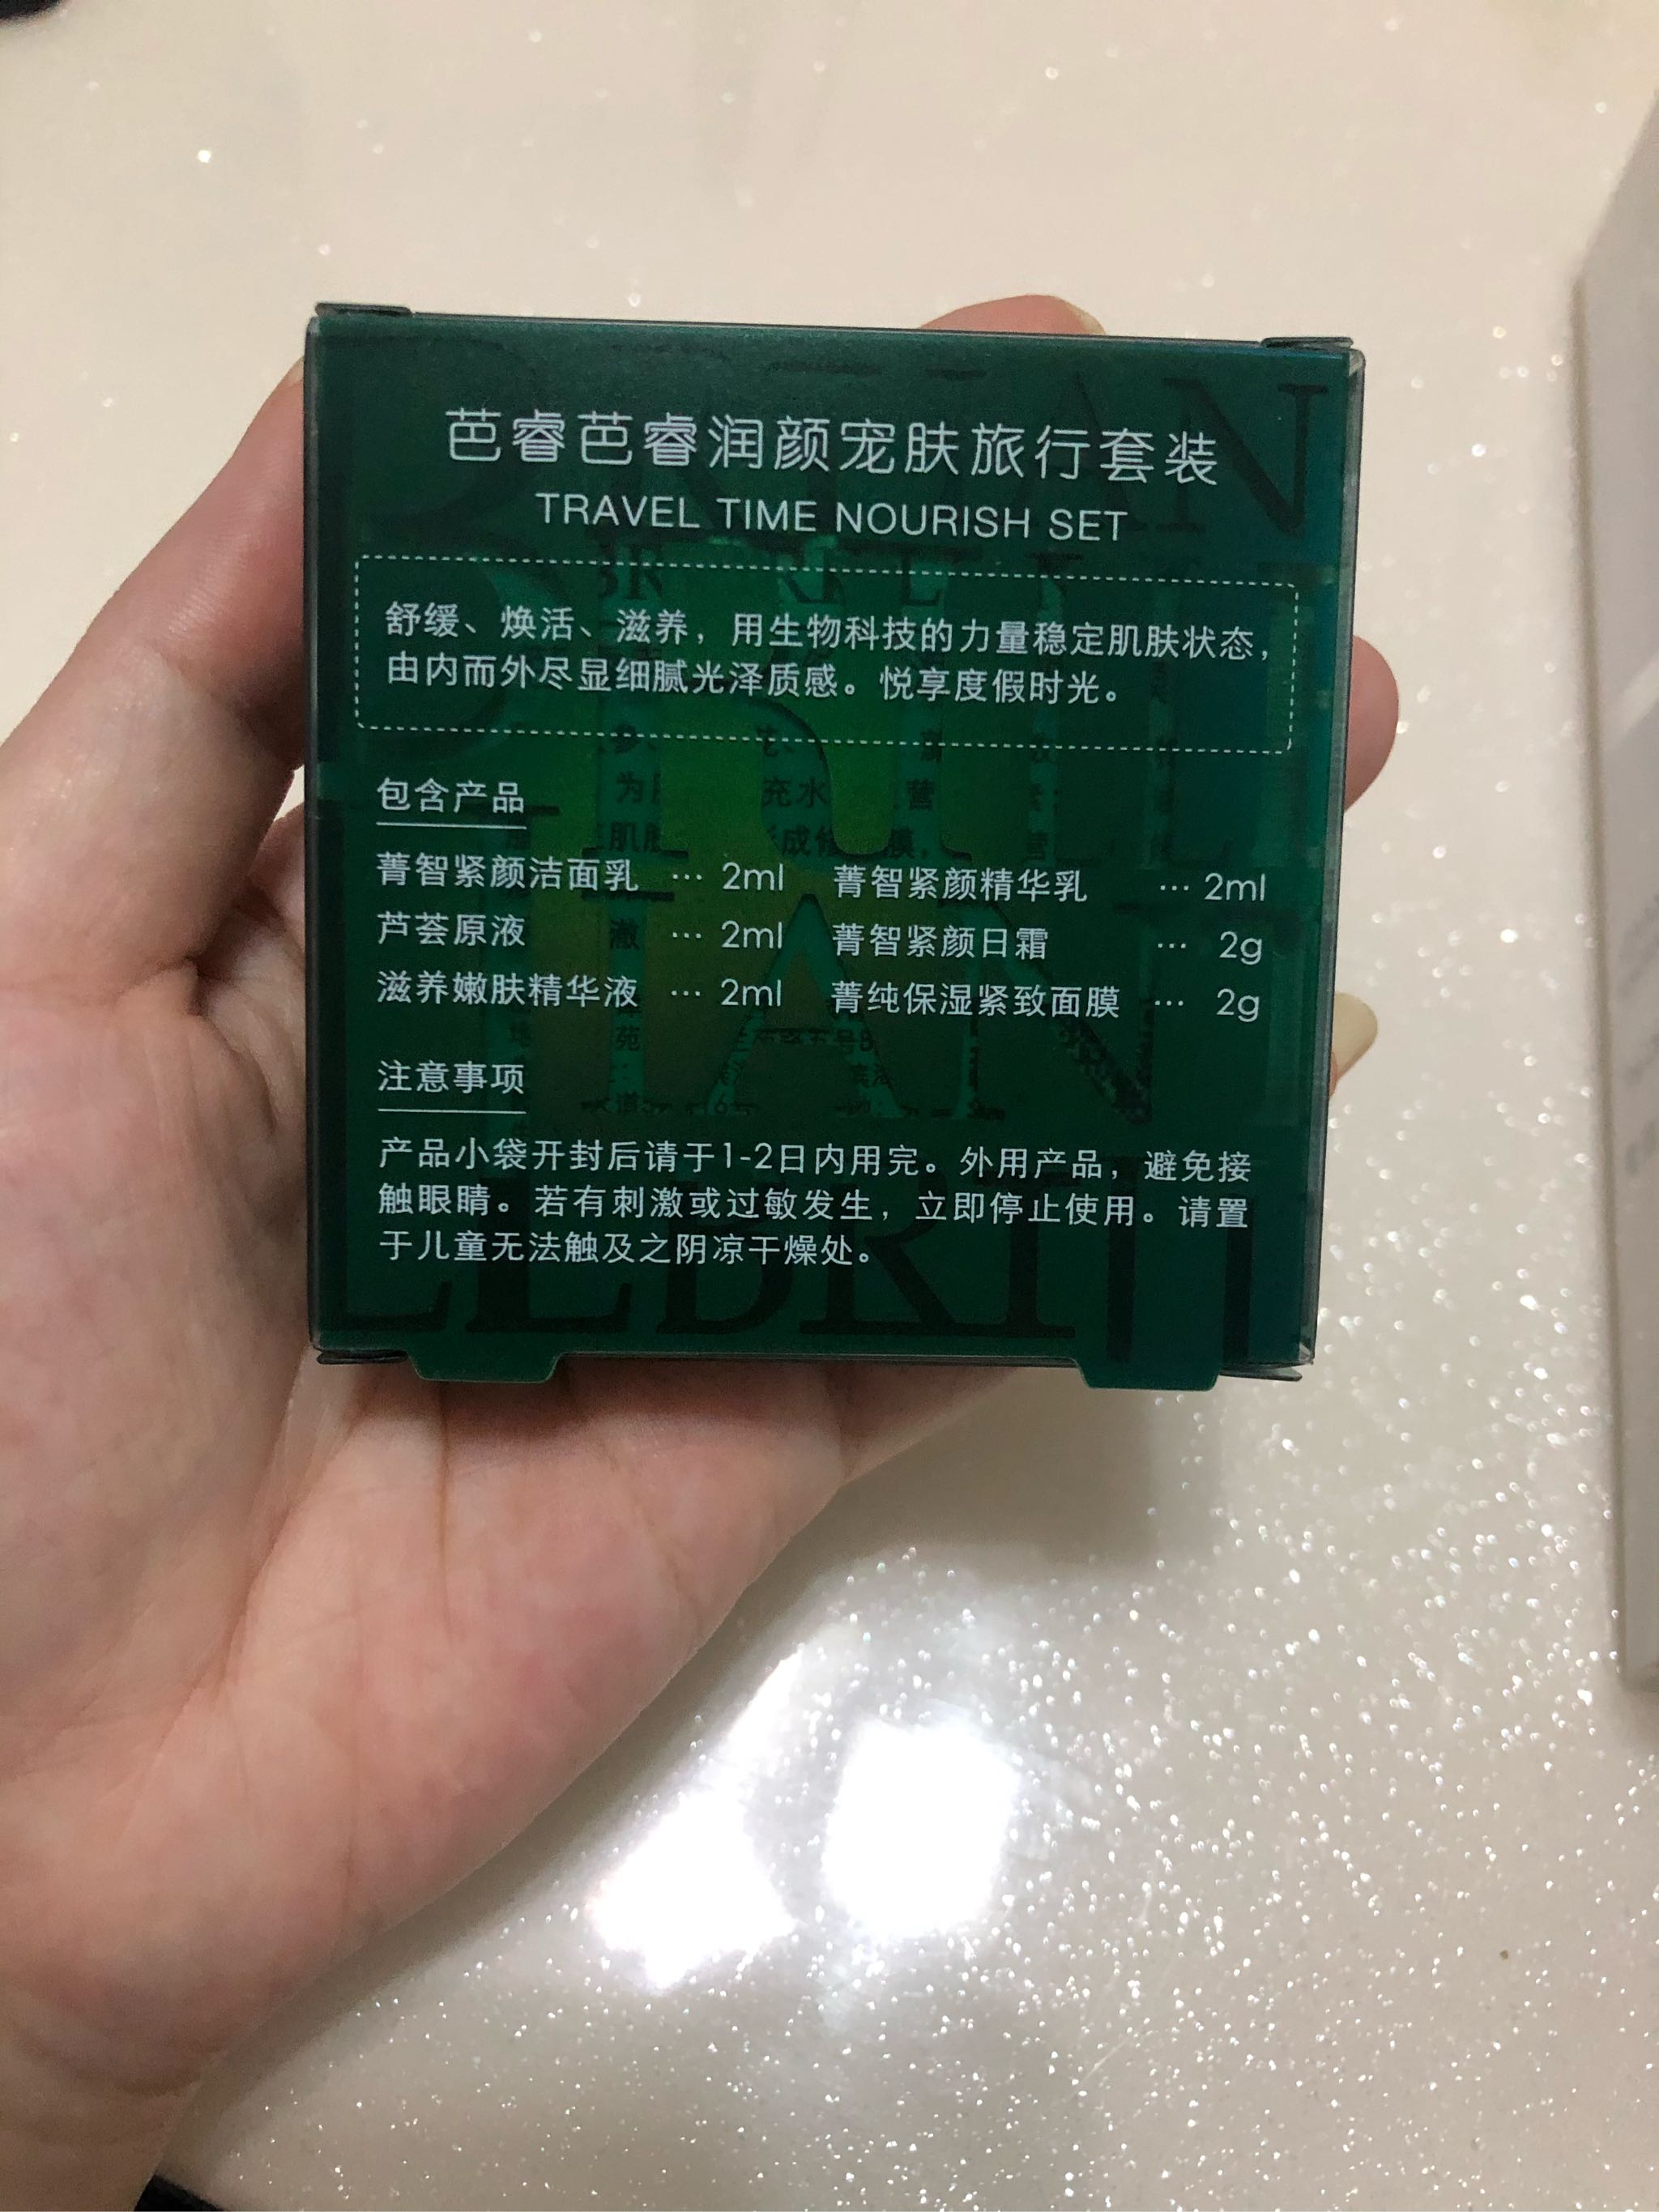 芭睿芭睿润颜宠肤旅行套装
TRAVEL TIME NOURISH SET
舒缓、焕活、滋养，用生物科技的力量稳定肌肤状态，
由内而外尽显细腻光泽质感。悦享度假时光。
包含产品
菁智紧颜洁面乳 … 2ml 菁智紧颜精华乳 … 2ml
芦荟原液 … 2ml 菁智紧颜日霜 … 2g
滋养嫩肤精华液 … 2ml 菁纯保湿紧致面膜 … 2g
注意事项
产品小袋开封后请于1-2日内用完。外用产品，避免接
触眼睛。若有刺激或过敏发生，立即停止使用。请置
于儿童无法触及之阴凉干燥处。